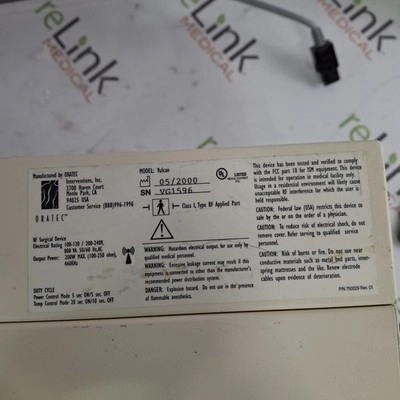 reLink
MEDICAL
reLink
MEDICAL
Manufactured by ORATEC
Interventions, Inc.
3700 Haven Court
Menlo Park, CA
94025 USA
Customer Service (888)996-1996
ORATEC
Model: Vulcan
05/2000
SN VG1596
UL LISTED
Class I, Type BF Applied Part
RF Surgical Device
Electrical Rating: 100-120 / 200-240V,
800 VA, 50/60 Hz AC
Output Power: 200W MAX (100-250 ohm),
460kHz
DUTY CYCLE
Power Control Mode 5 sec ON/5 sec. OFF
Temp Control Mode 20 sec ON/10 sec. OFF
WARNING: Hazardous electrical output, for use only by
qualified medical personnel.
WARNING: Excessive leakage current may result if this
equipment is connected to other than the manufacturer's
recommended power distribution system.
DANGER: Explosion hazard. Do not use in the presence
of flammable anesthetics.
This device has been tested and verified to comply
with the FCC part 18 for ISM equipment. This device
is intended for operation in medical facility only.
Usage in a residential environment will likely cause
unacceptable RF interference for which the user is
responsible.
CAUTION: Federal law (USA) restricts this device to sale
by the or on the order of a physician.
CAUTION: To reduce risk of electrical shock, do not
remove cover. Refer servicing to qualified service
personnel.
CAUTION: Risk of burns or fire. Do not use near
conductive materials such as metal bed parts, inner-
spring mattresses and the like. Renew electrode
cables upon evidence of deterioration.